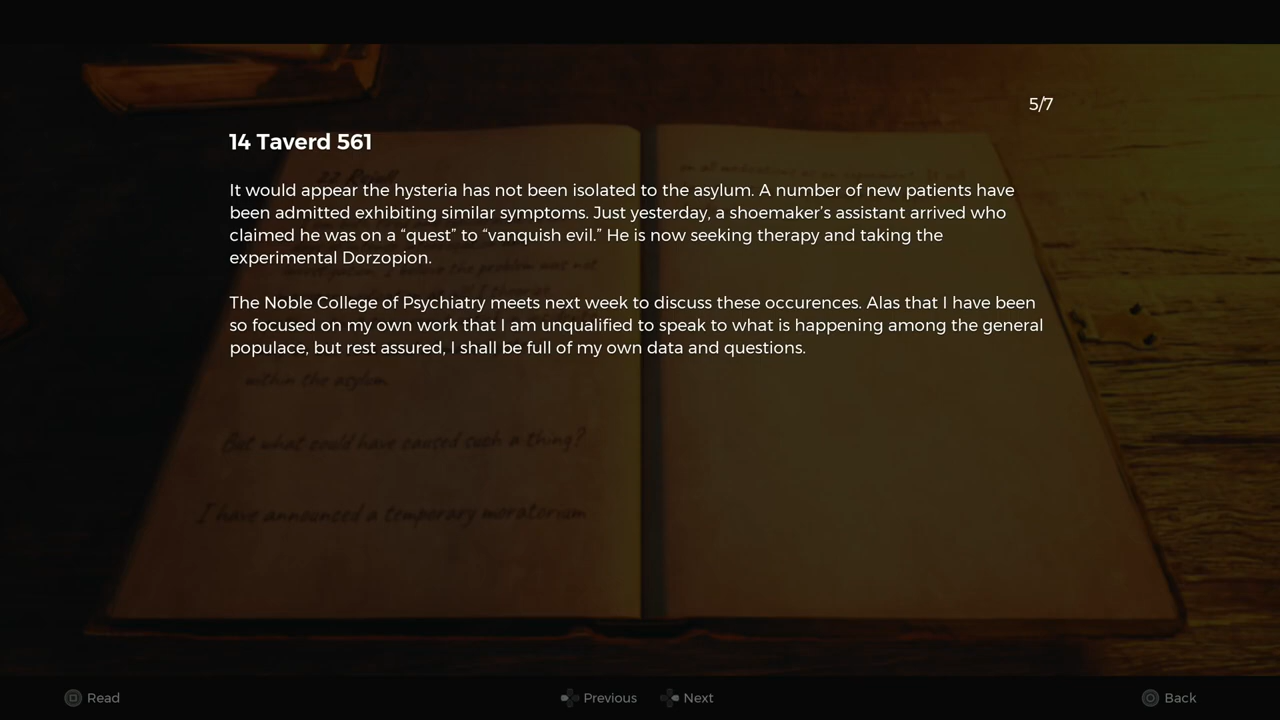 5/7
14 Taverd 561
It would appear the hysteria has not been isolated to the asylum. A number of new patients have
been admitted exhibiting similar symptoms. Just yesterday, a shoemaker’s assistant arrived who
claimed he was on a “quest” to “vanquish evil.” He is now seeking therapy and taking the
experimental Dorzopion.
The Noble College of Psychiatry meets next week to discuss these occurences. Alas that I have been
so focused on my own work that I am unqualified to speak to what is happening among the general
populace, but rest assured, I shall be full of my own data and questions.
within the asylum.
But what could have caused such a thing?
I have announced a temporary moratorium
Read
Previous
Next
Back